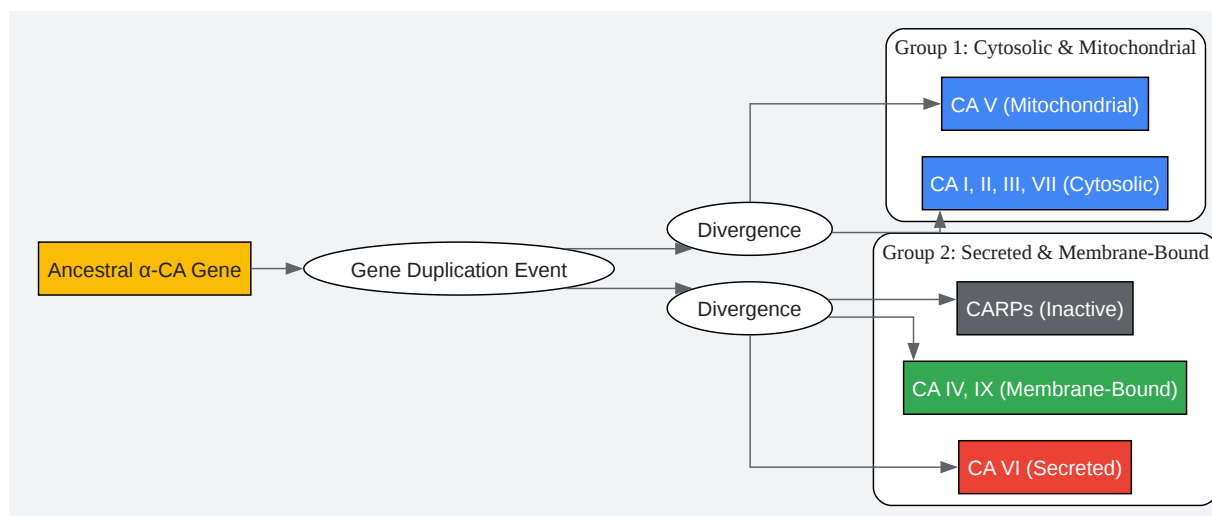 Group 1: Cytosolic & Mitochondrial
CA V (Mitochondrial)
CA I, II, III, VII (Cytosolic)
Divergence
Ancestral α-CA Gene
Gene Duplication Event
Divergence
Group 2: Secreted & Membrane-Bound
CARPs (Inactive)
CA IV, IX (Membrane-Bound)
CA VI (Secreted)